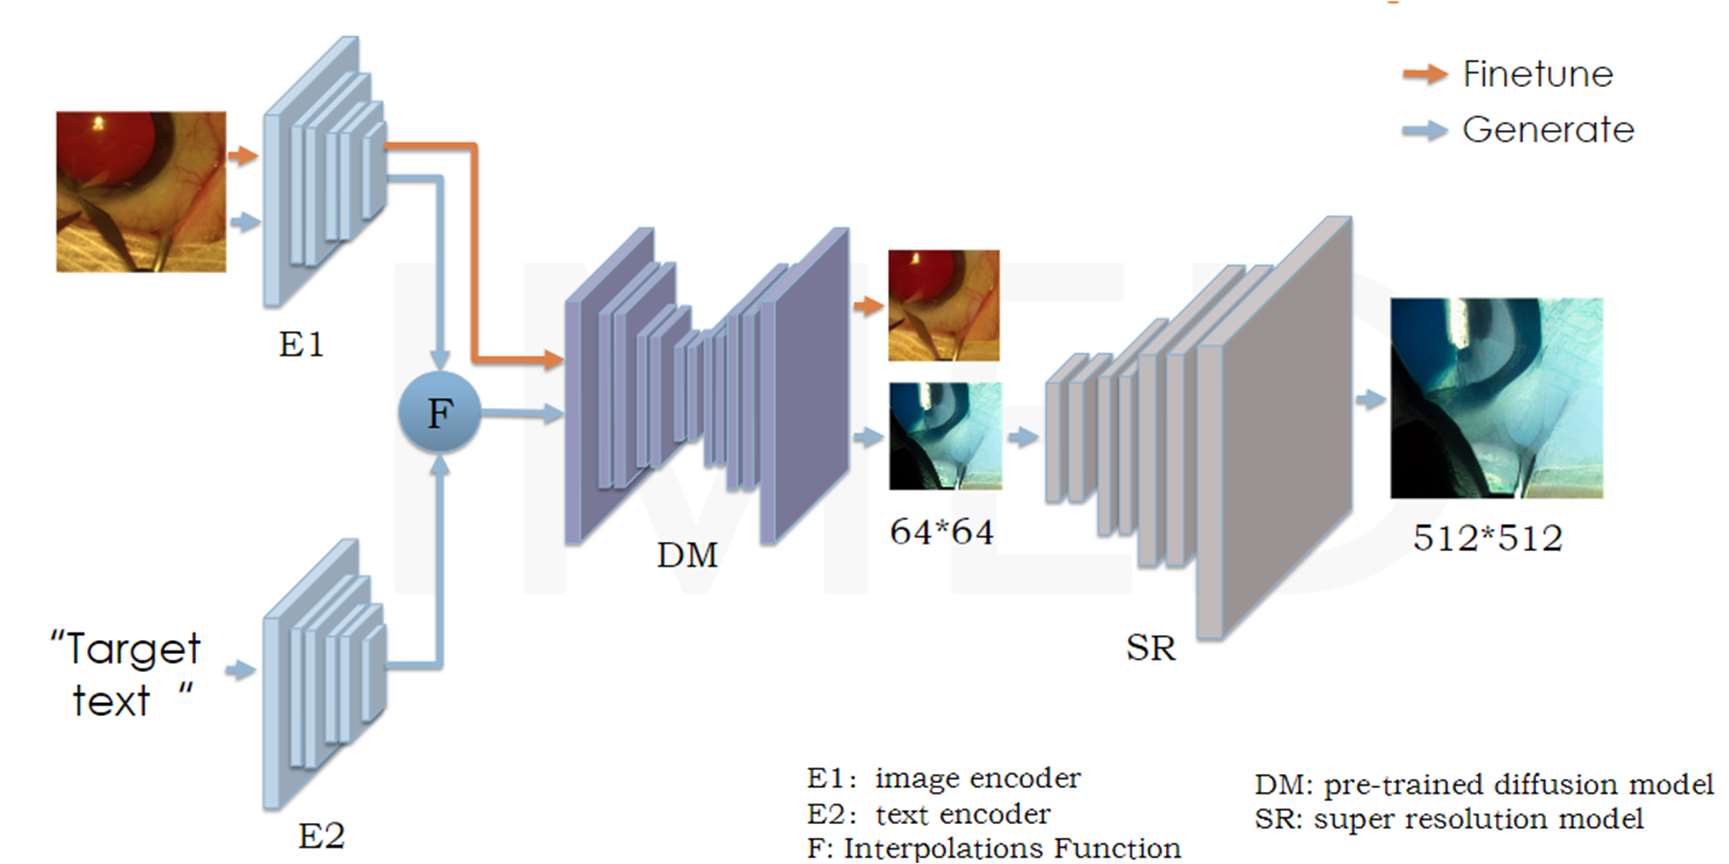 Finetune
Generate
E1
F
DM
64*64
512*512
SR
“Target
text “
E2
E1: image encoder
E2: text encoder
F: Interpolations Function
DM: pre-trained diffusion model
SR: super resolution model
IMED